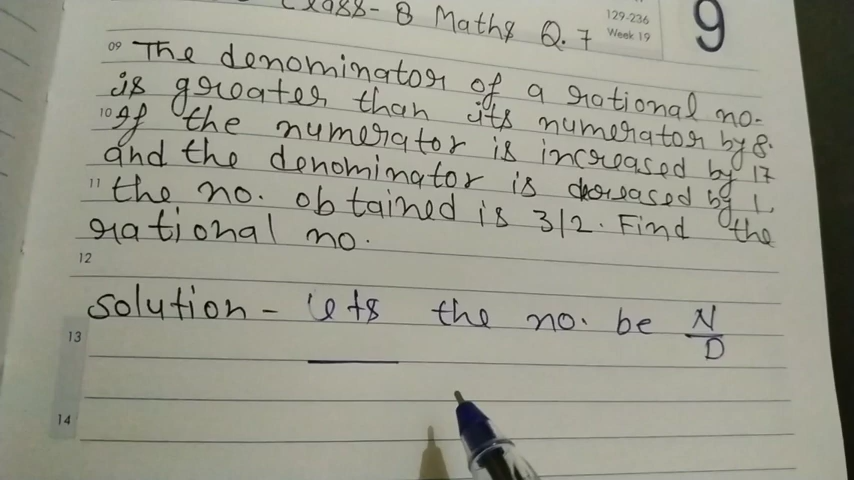 Class-8 Maths Q.7
129-236
Week 19
9
09 The denominator of a rational no.
is greater than its numerator by 8.
10 If the numerator is increased by 17
and the denominator is decreased by 1,
11 the no. obtained is 3/2. Find the
rational no.
12
solution - Lets the no. be N/D
13
14